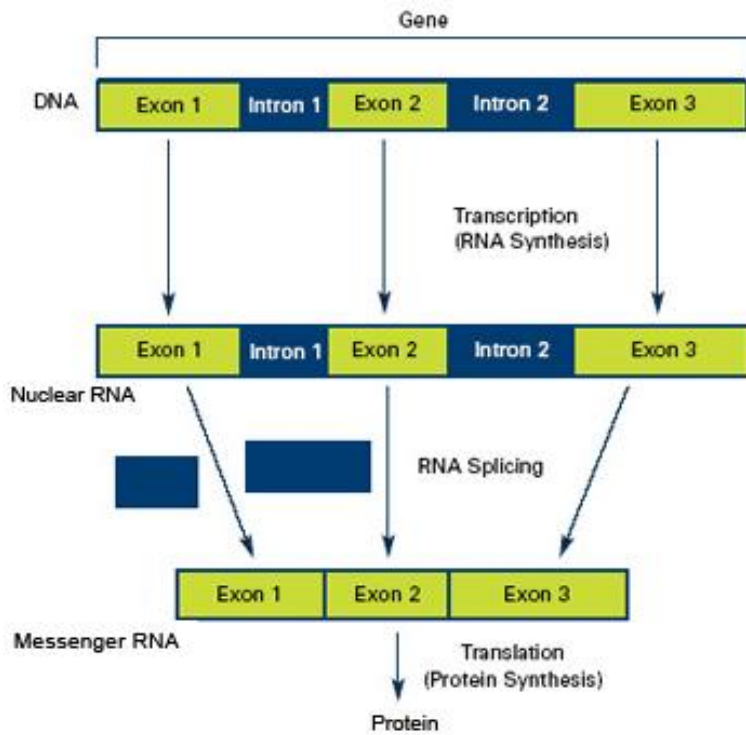 Gene
DNA
Exon 1 Intron 1 Exon 2 Intron 2 Exon 3
Transcription
(RNA Synthesis)
Exon 1 Intron 1 Exon 2 Intron 2 Exon 3
Nuclear RNA
RNA Splicing
Exon 1 Exon 2 Exon 3
Messenger RNA
Translation
(Protein Synthesis)
Protein